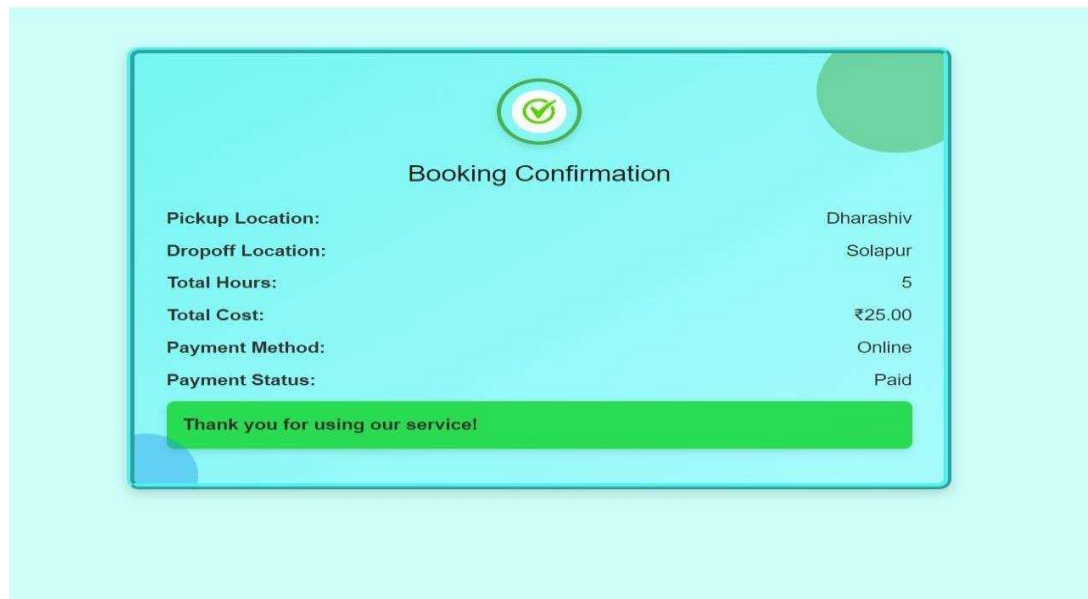 Booking Confirmation
Pickup Location: Dharashiv
Dropoff Location: Solapur
Total Hours: 5
Total Cost: ₹25.00
Payment Method: Online
Payment Status: Paid
Thank you for using our service!